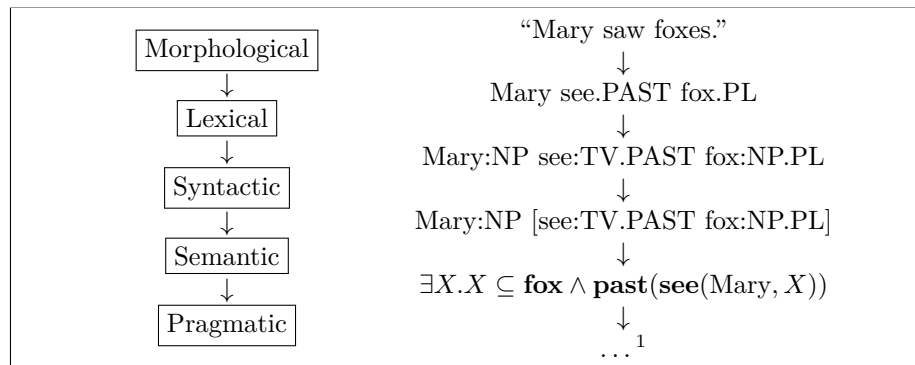 Morphological
↓
Lexical
↓
Syntactic
↓
Semantic
↓
Pragmatic
“Mary saw foxes.”
↓
Mary see.PAST fox.PL
↓
Mary:NP see:TV.PAST fox:NP.PL
↓
Mary:NP [see:TV.PAST fox:NP.PL]
↓
∃X.X ⊆ fox ∧ past(see(Mary, X))
↓
…¹